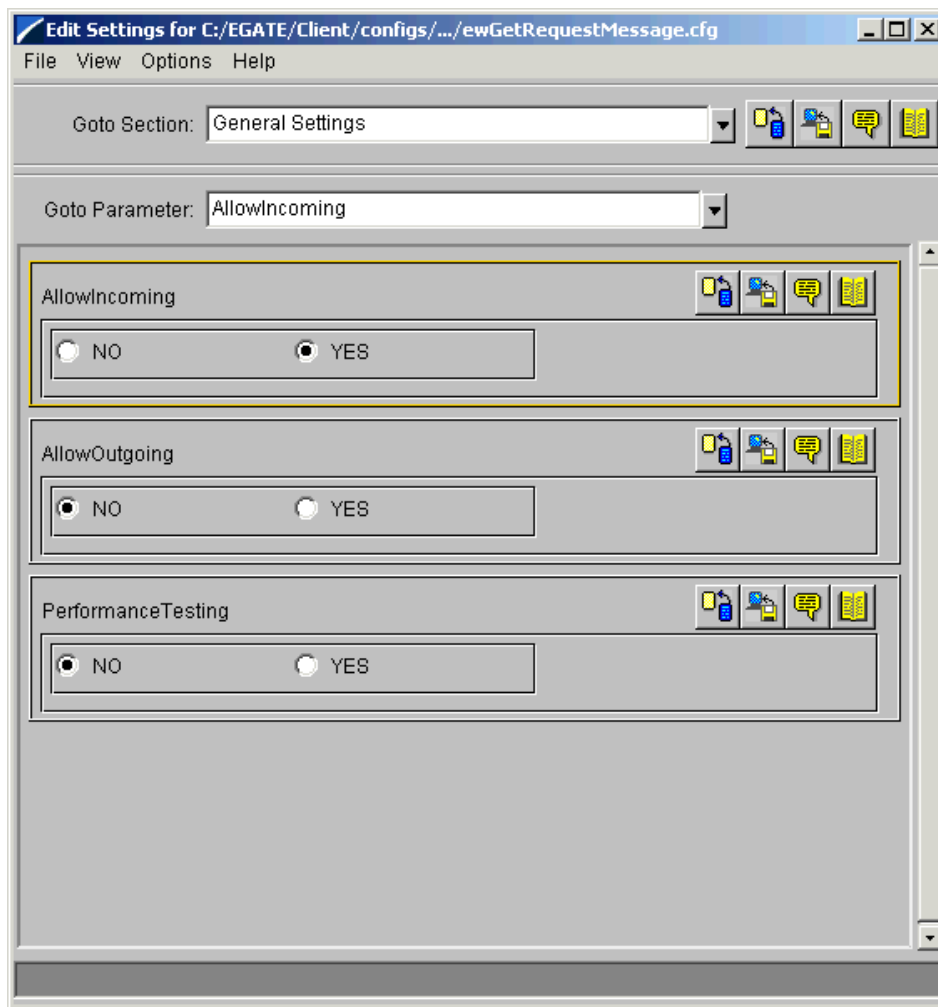 Edit Settings for C:/EGATE/Client/configs/.../ewGetRequestMessage.cfg
File View Options Help
Goto Section: General Settings
Goto Parameter: AllowIncoming
AllowIncoming
NO YES
AllowOutgoing
NO YES
PerformanceTesting
NO YES